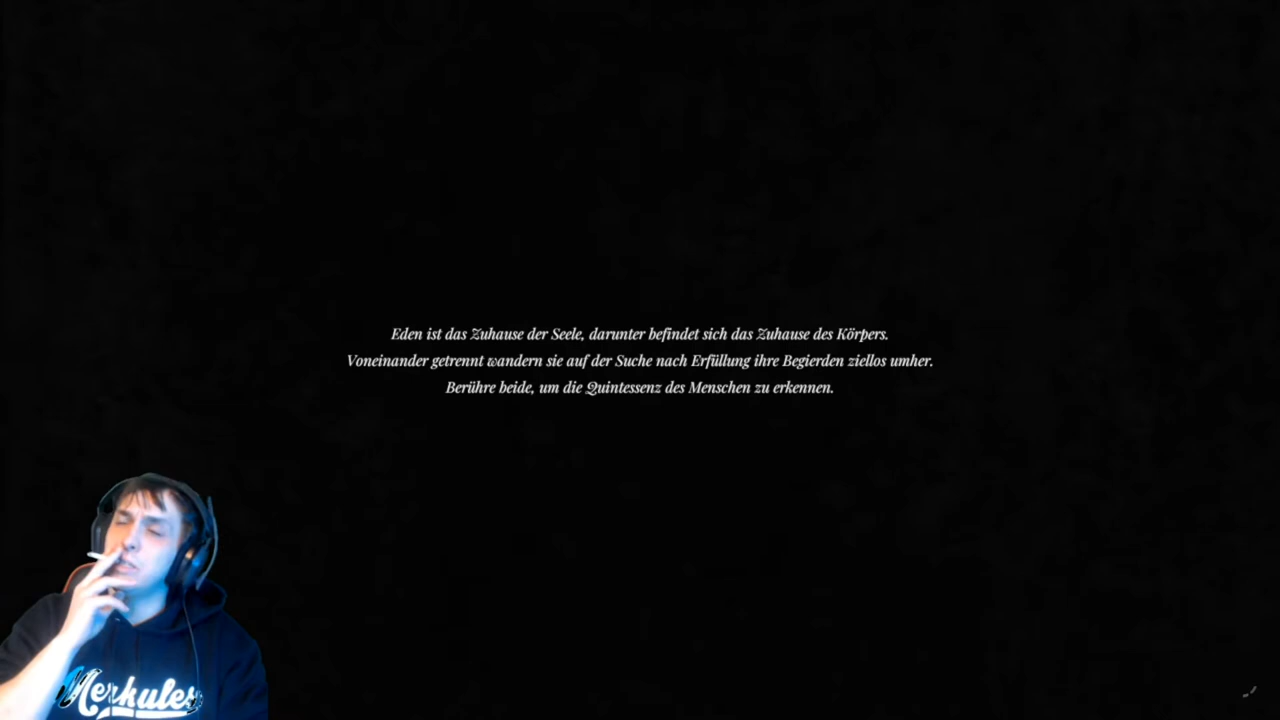 Eden ist das Zuhause der Seele, darunter befindet sich das Zuhause des Körpers.
Voneinander getrennt wandern sie auf der Suche nach Erfüllung ihre Begierden ziellos umher.
Berühre beide, um die Quintessenz des Menschen zu erkennen.
Merkules